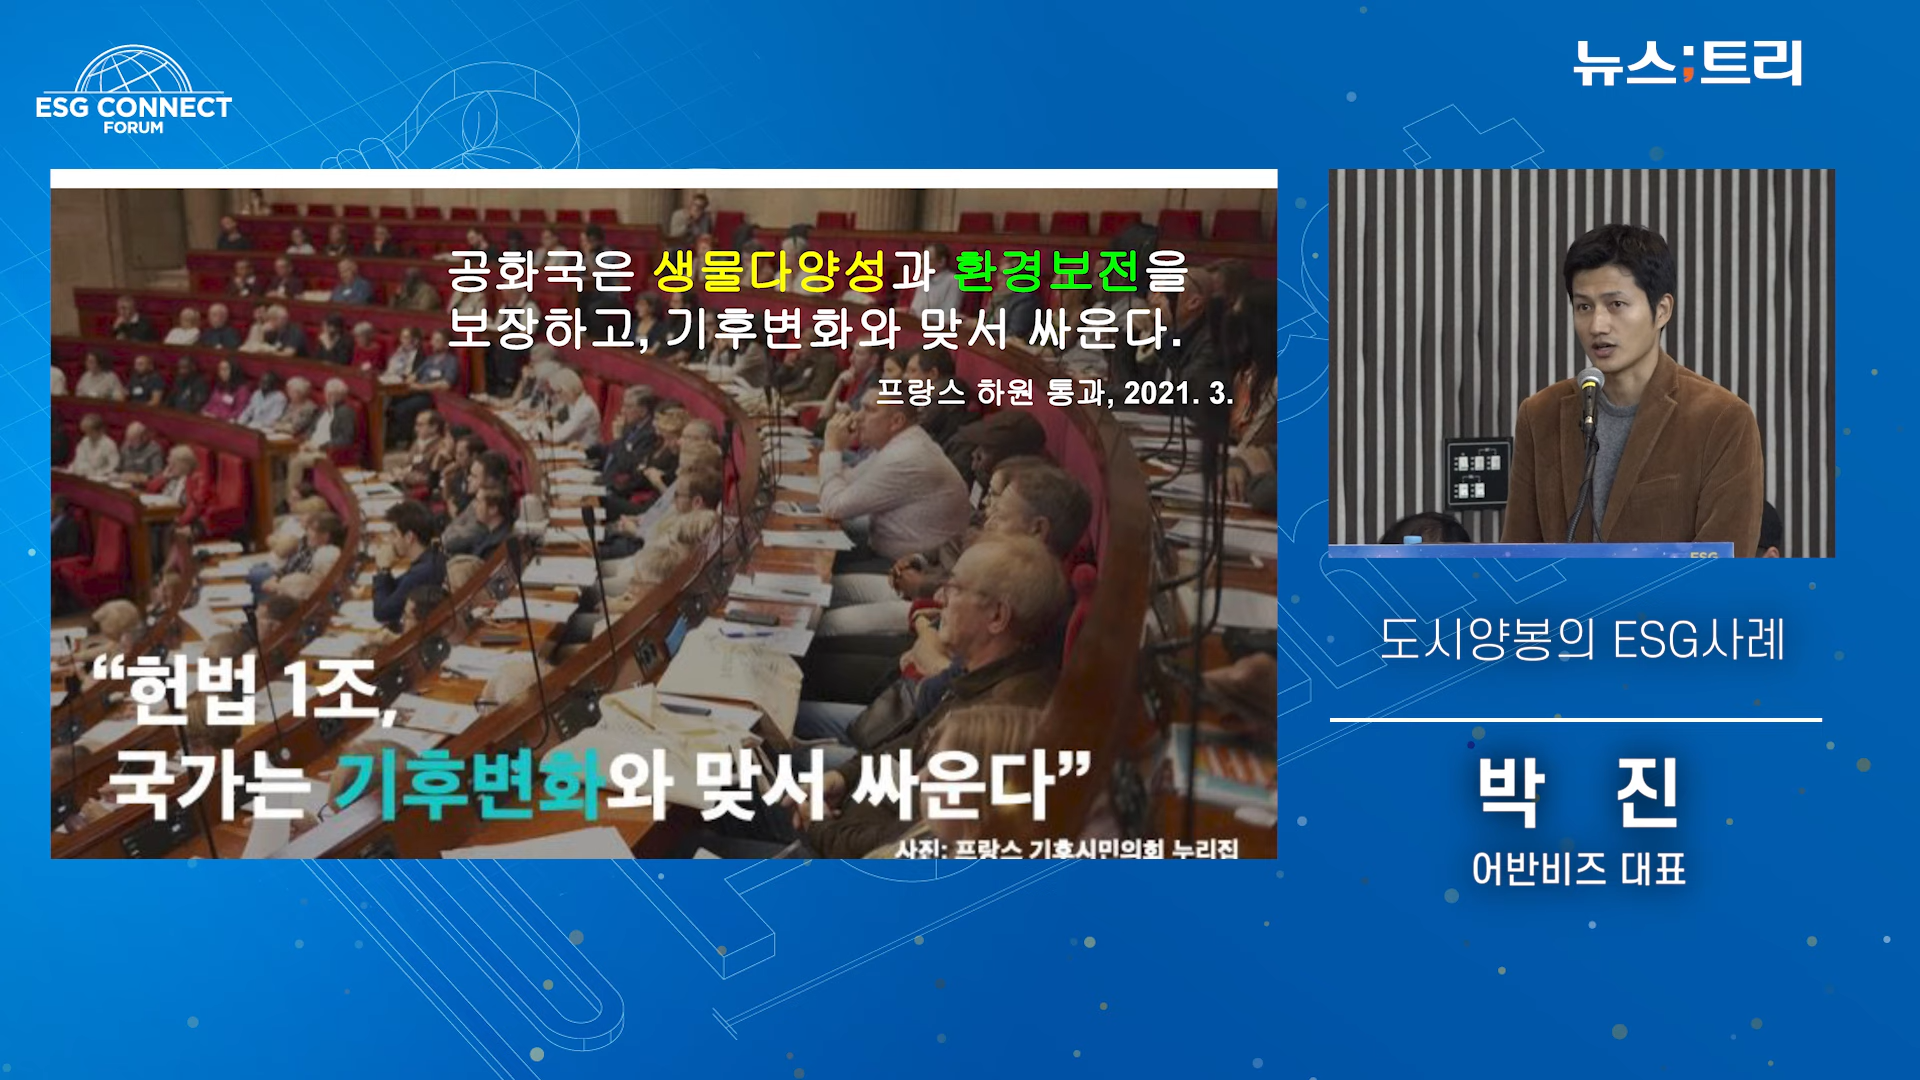 ESG CONNECT
FORUM
뉴스;트리
공화국은 생물다양성과 환경보전을
보장하고, 기후변화와 맞서 싸운다.
프랑스 하원 통과, 2021. 3.
“헌법 1조,
국가는 기후변화와 맞서 싸운다”
사진: 프랑스 기후시민의회 누리집
ESG
도시양봉의 ESG사례
박 진
어반비즈 대표